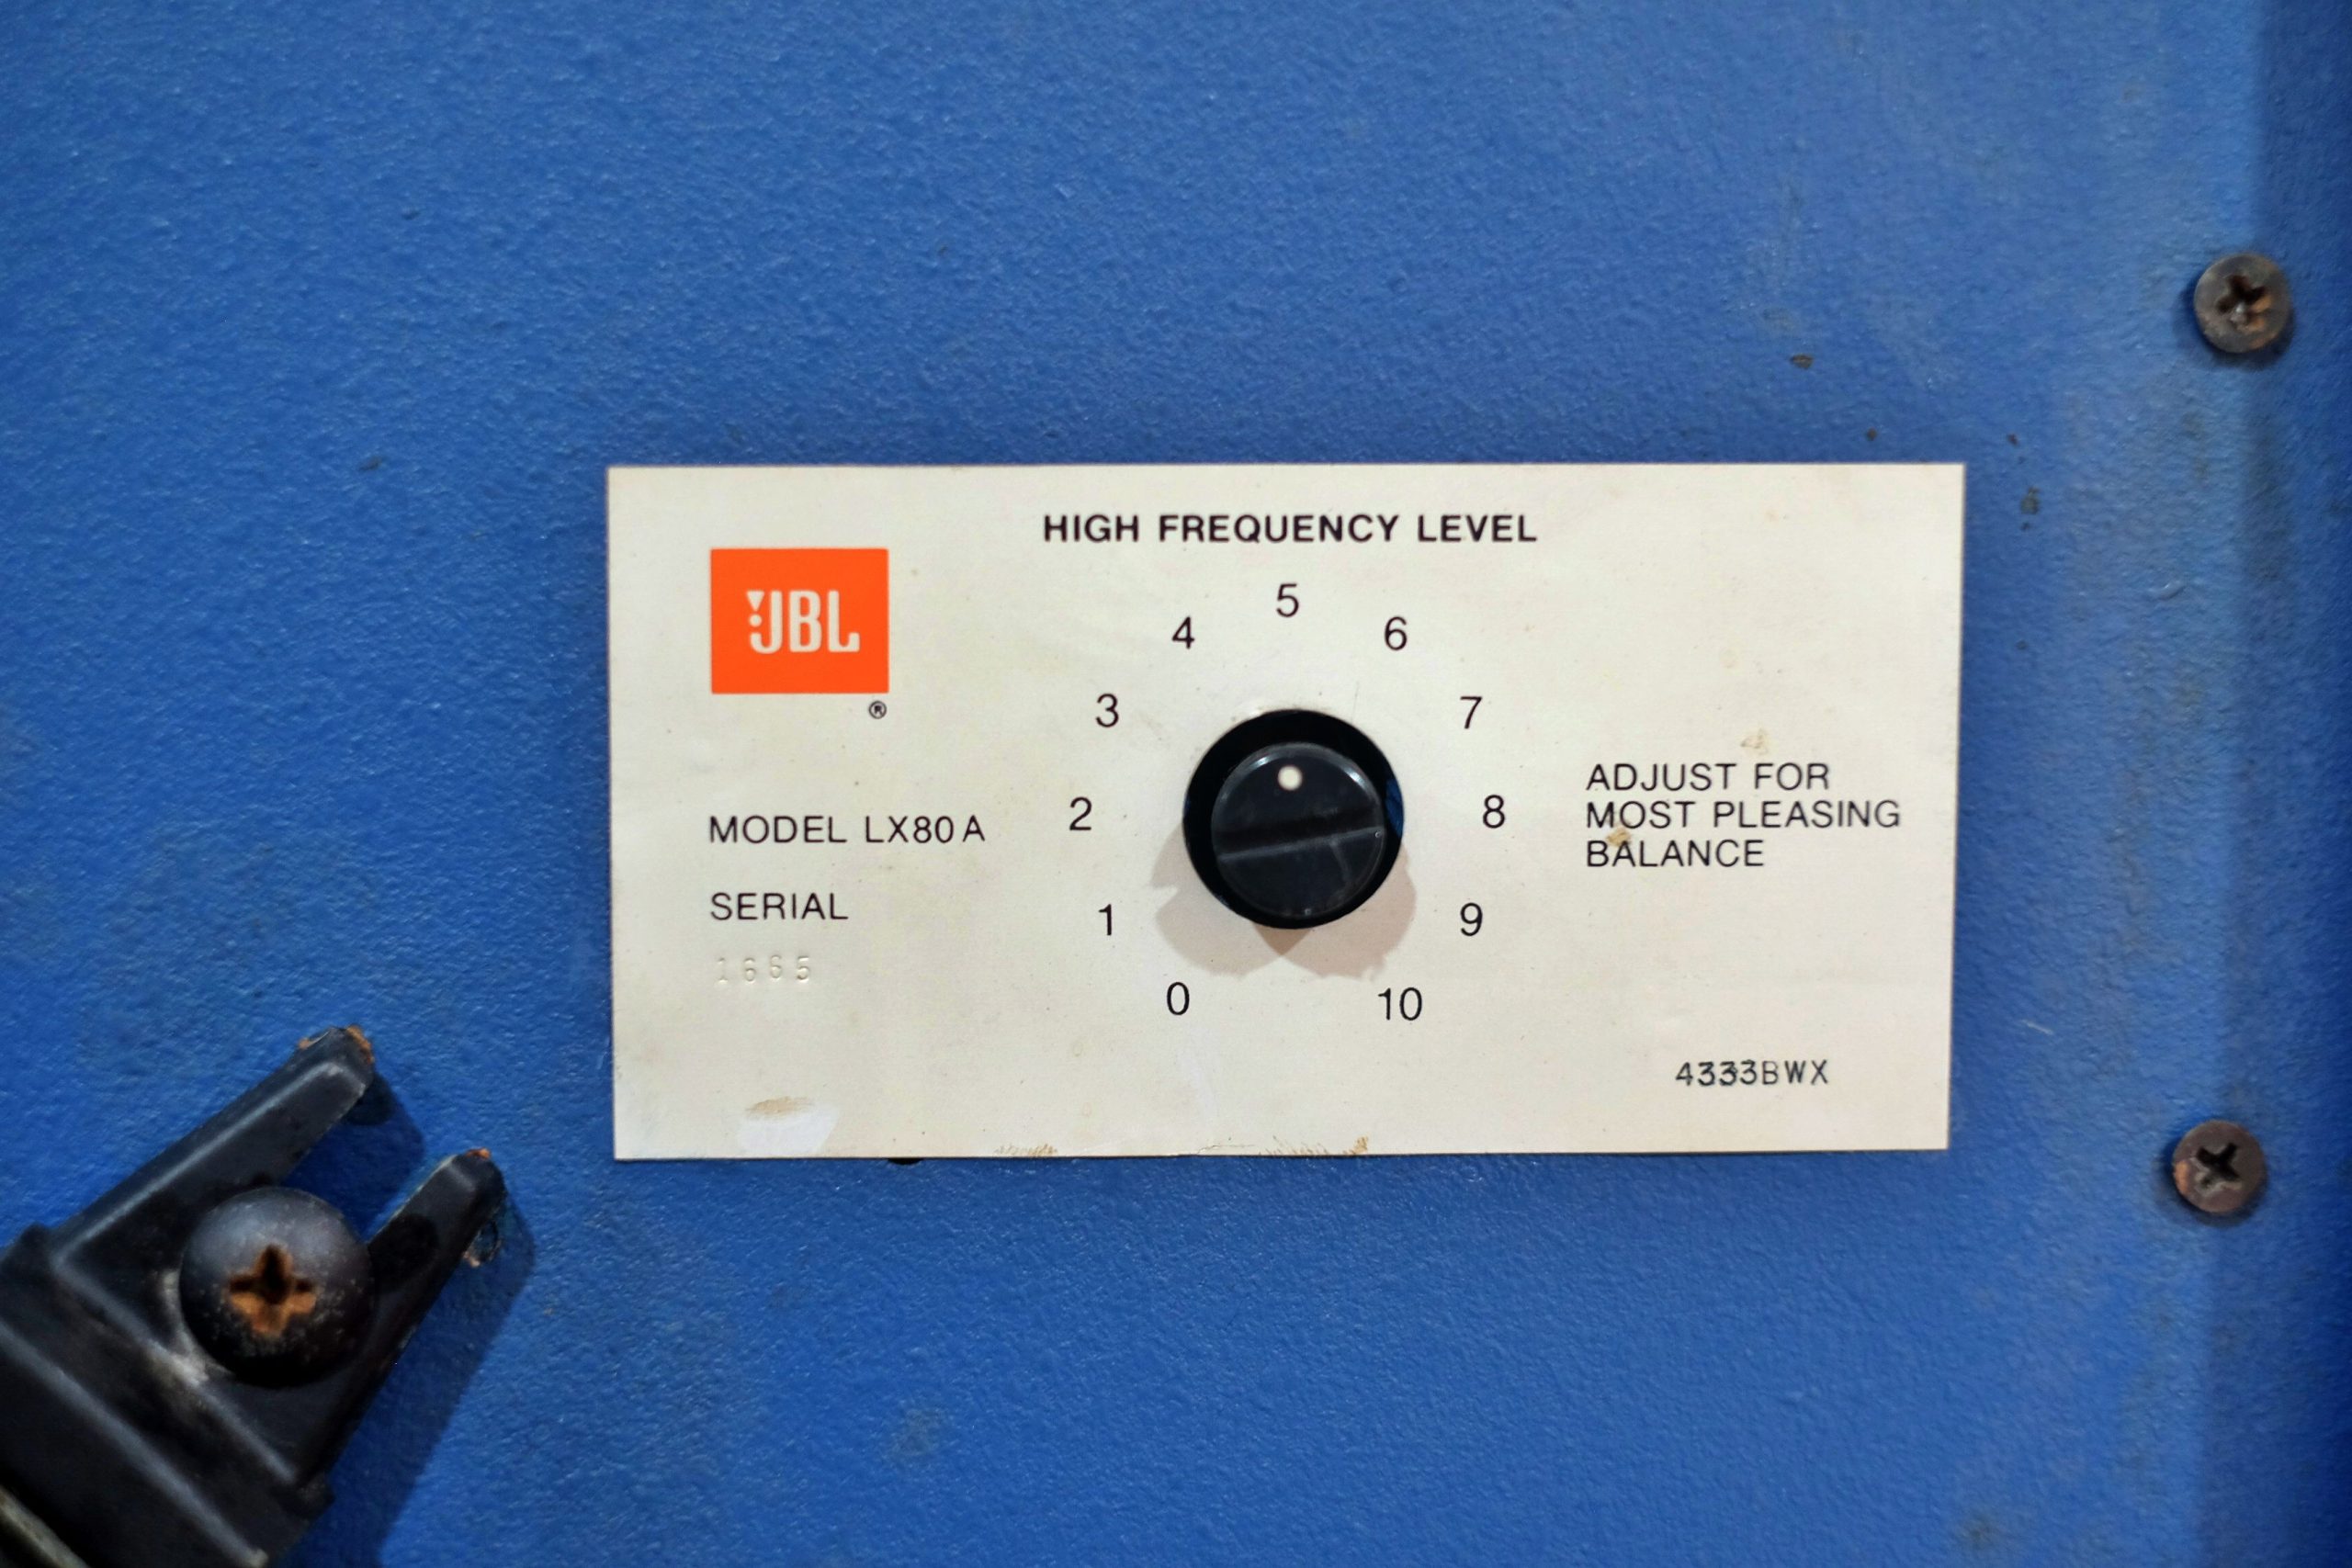 HIGH FREQUENCY LEVEL
JBL
®
0
1
2
3
4
5
6
7
8
9
10
MODEL LX80A
SERIAL
1665
ADJUST FOR
MOST PLEASING
BALANCE
4333BWX